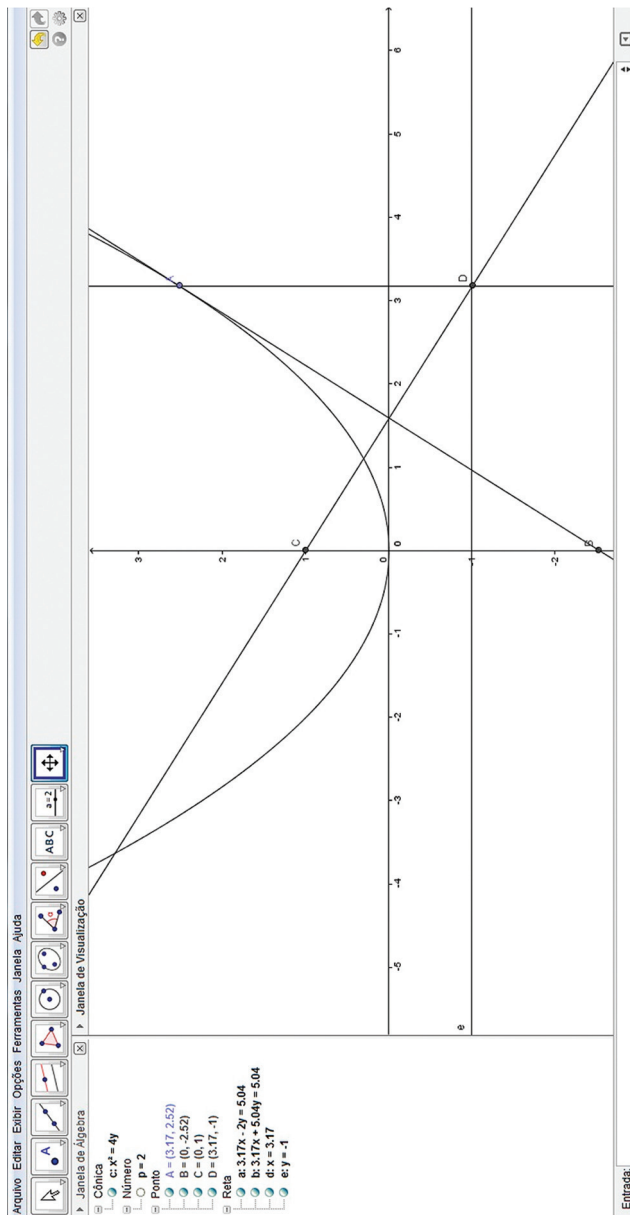 Arquivo Editar Exibir Opções Ferramentas Janela Ajuda
A
α
ABC
a=2
Janela de Álgebra
Janela de Visualização
Cônica
c: x² = 4y
Número
p = 2
Ponto
A = (3.17, 2.52)
B = (0, -2.52)
C = (0, 1)
D = (3.17, -1)
Reta
a: 3.17x - 2y = 5.04
b: 3.17x + 5.04y = 5.04
d: x = 3.17
e: y = -1
3
A
2
C
1
0
-5 -4 -3 -2 -1 0 1 2 3 4 5 6
e
-1
D
-2
B
Entrada: